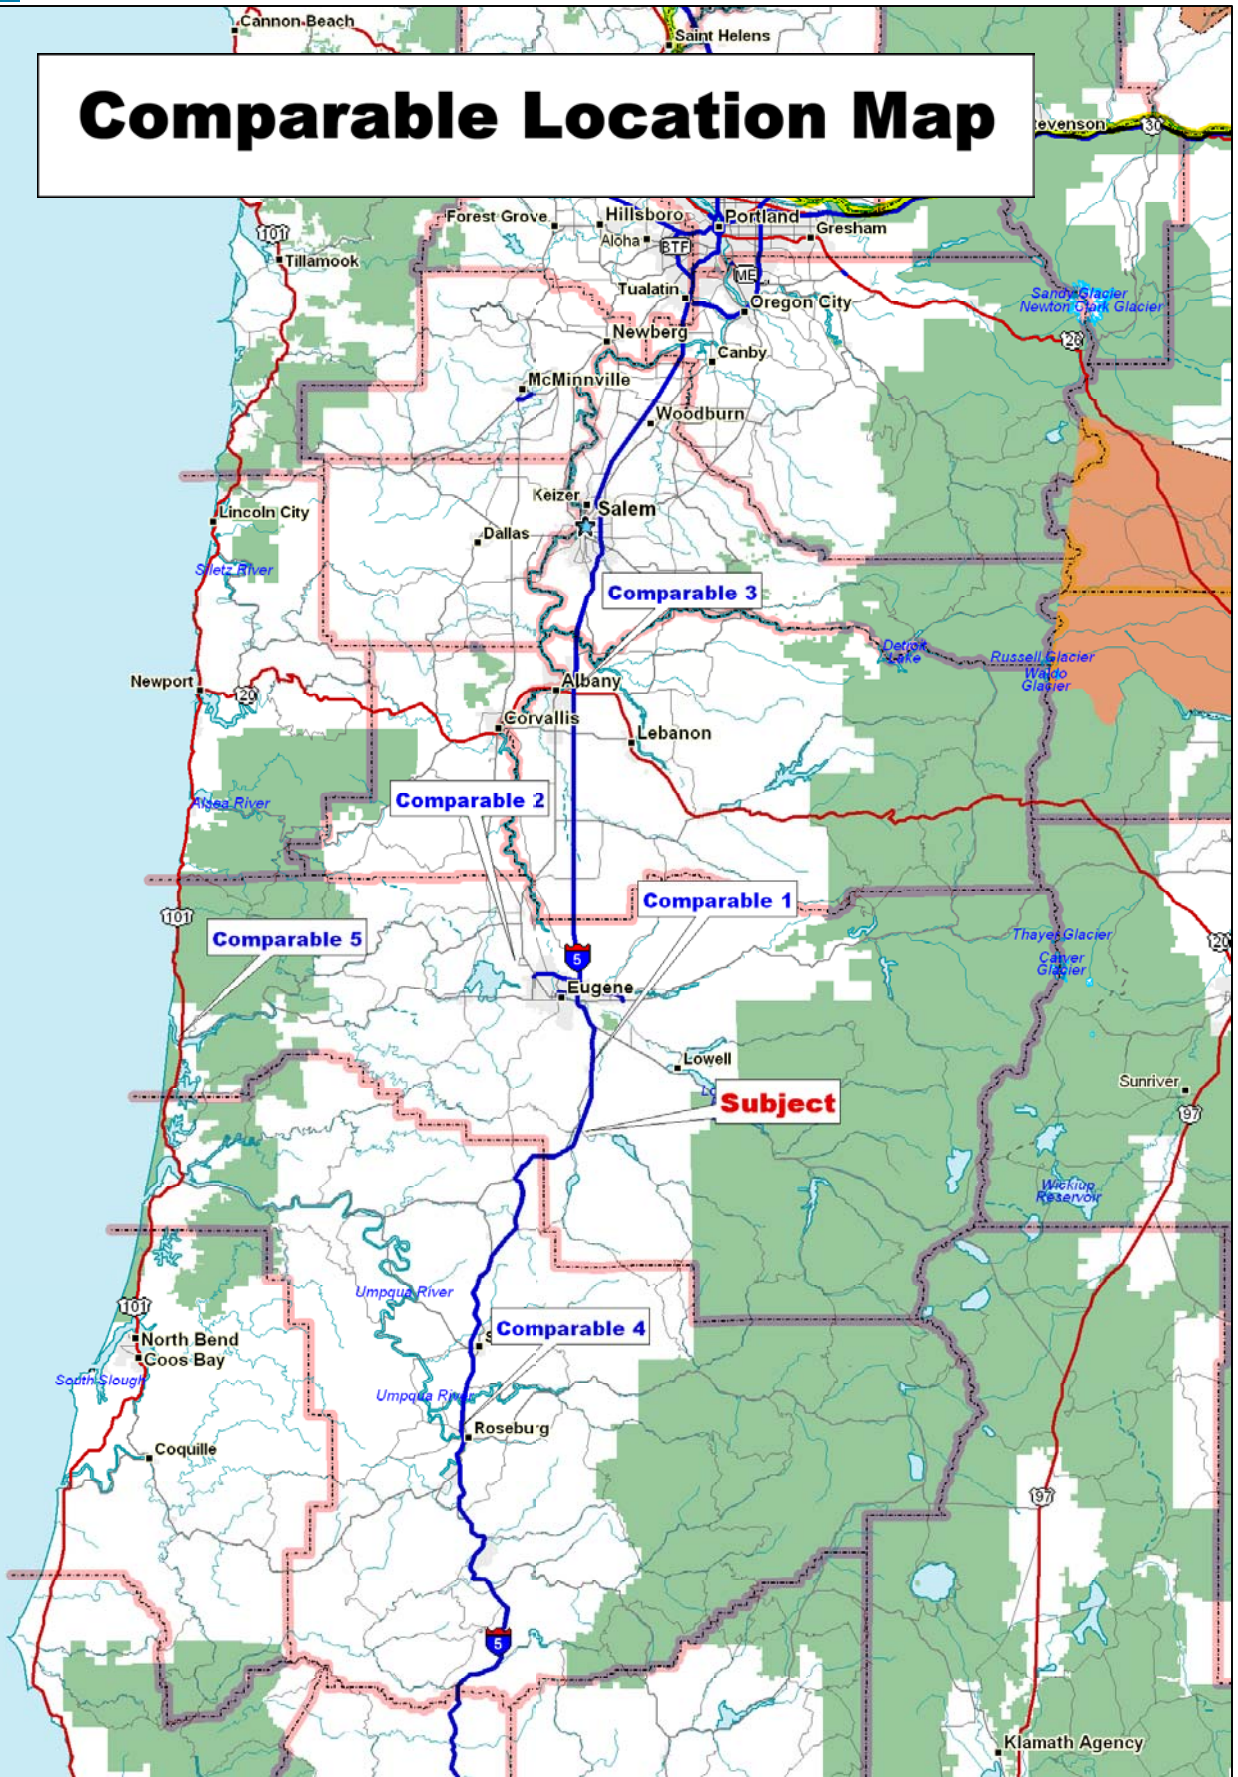 Cannon Beach
Saint Helens
Comparable Location Map
evenson
30
Forest Grove
Hillsboro
Portland
Gresham
101
Aloha
BTF
Tillamook
ME
Tualatin
Oregon City
Sandy Glacier
Newton Clark Glacier
Newberg
Canby
26
McMinnville
Woodburn
Keizer
Salem
Lincoln City
Dallas
Siletz River
Comparable 3
Detroit
Lake
Russell Glacier
Waldo
Glacier
Newport
20
Albany
Corvallis
Lebanon
Comparable 2
Alsea River
Comparable 1
101
Comparable 5
Thayer Glacier
20
Carver
Glacier
5
Eugene
Lowell
Sunriver
Lo
Subject
97
Wickiup
Reservoir
Umpqua River
101
North Bend
Comparable 4
S
Coos Bay
South Slough
Umpqua River
Roseburg
Coquille
97
5
Klamath Agency